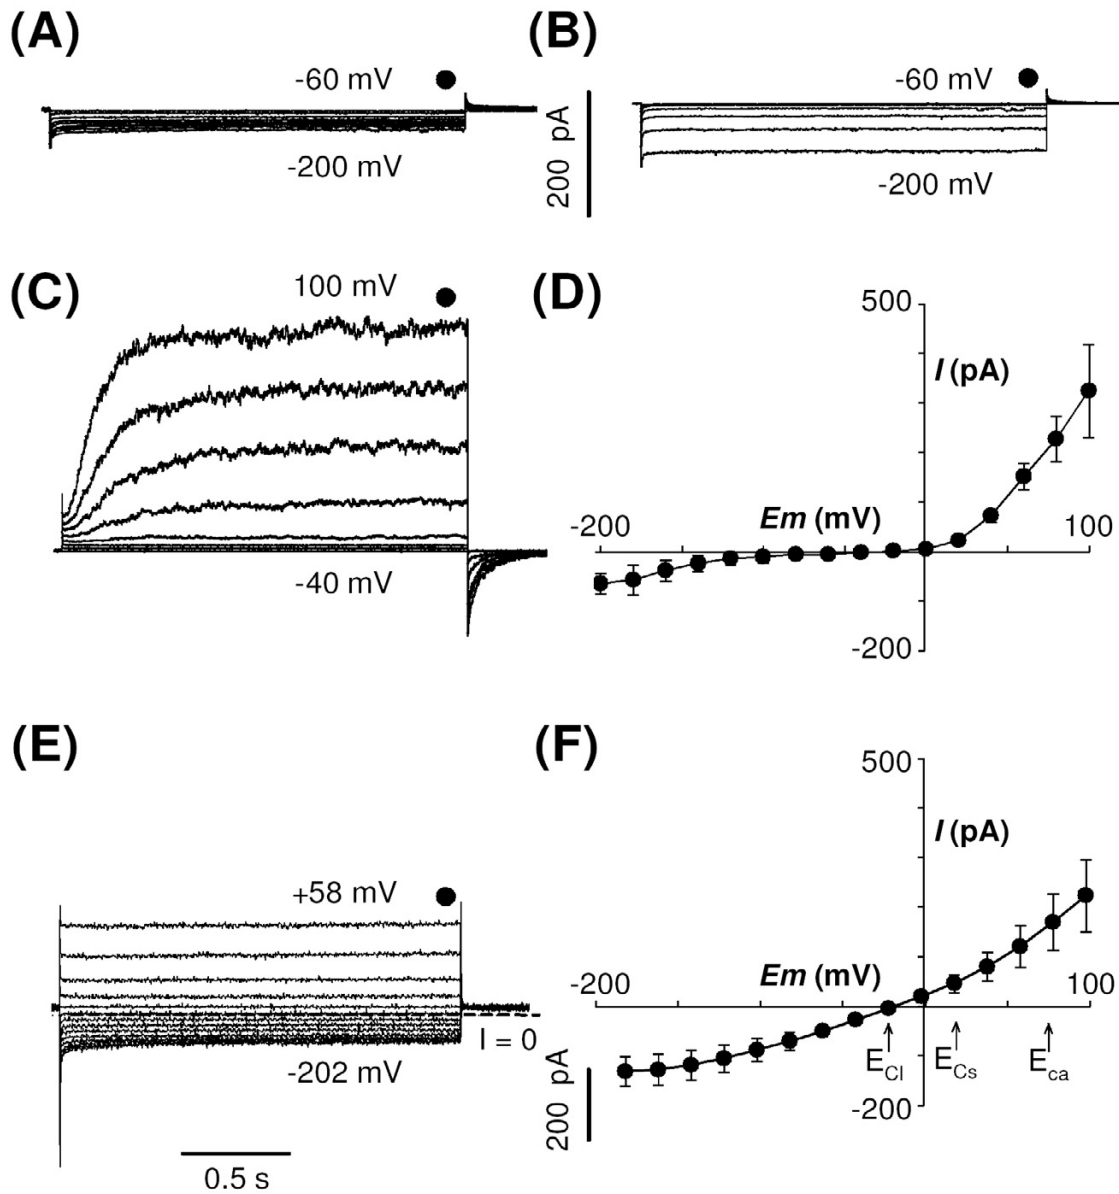 (A)
-60 mV
-200 mV
(B)
-60 mV
200 pA
-200 mV
(C)
100 mV
-40 mV
(D)
500
I (pA)
-200
Em (mV)
100
-200
(E)
+58 mV
I = 0
-202 mV
0.5 s
(F)
500
I (pA)
-200
Em (mV)
100
ECl
ECs
Eca
200 pA
-200